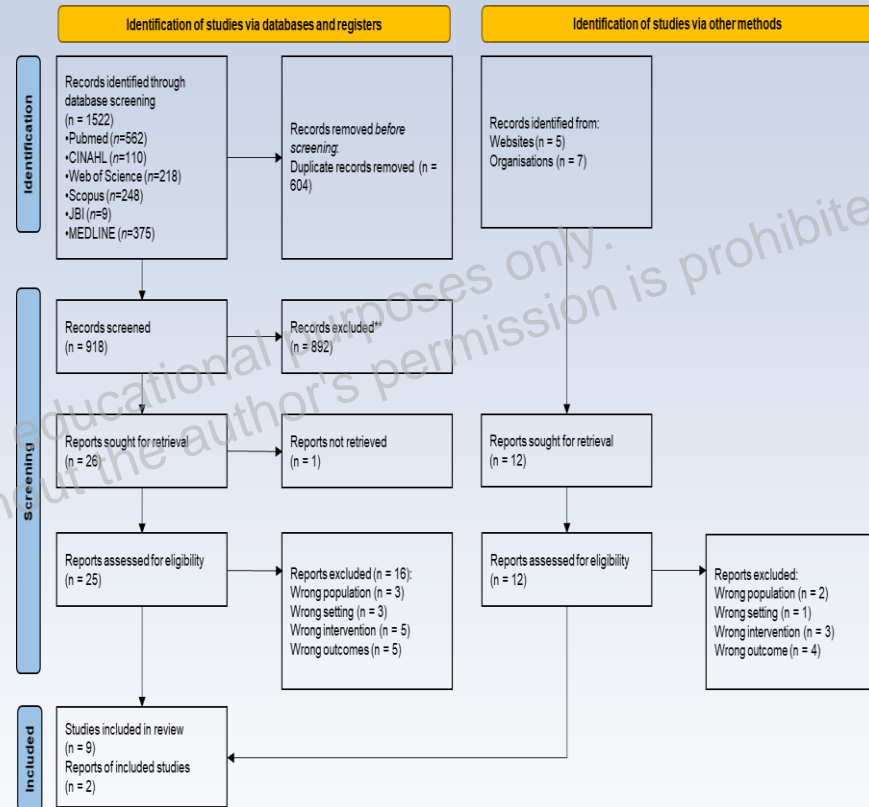 Identification of studies via databases and registers
Identification of studies via other methods
Identification
Records identified through
database screening
(n = 1522)
•Pubmed (n=562)
•CINAHL (n=110)
•Web of Science (n=218)
•Scopus (n=248)
•JBI (n=9)
•MEDLINE (n=375)
Records removed before
screening:
Duplicate records removed (n =
604)
Records identified from:
Websites (n = 5)
Organisations (n = 7)
Screening
Records screened
(n = 918)
Records excluded**
(n = 892)
Reports sought for retrieval
(n = 26)
Reports not retrieved
(n = 1)
Reports sought for retrieval
(n = 12)
Reports assessed for eligibility
(n = 25)
Reports excluded (n = 16):
Wrong population (n = 3)
Wrong setting (n = 3)
Wrong intervention (n = 5)
Wrong outcomes (n = 5)
Reports assessed for eligibility
(n = 12)
Reports excluded:
Wrong population (n = 2)
Wrong setting (n = 1)
Wrong intervention (n = 3)
Wrong outcome (n = 4)
Included
Studies included in review
(n = 9)
Reports of included studies
(n = 2)
educational purposes only.
out the author's permission is prohibite